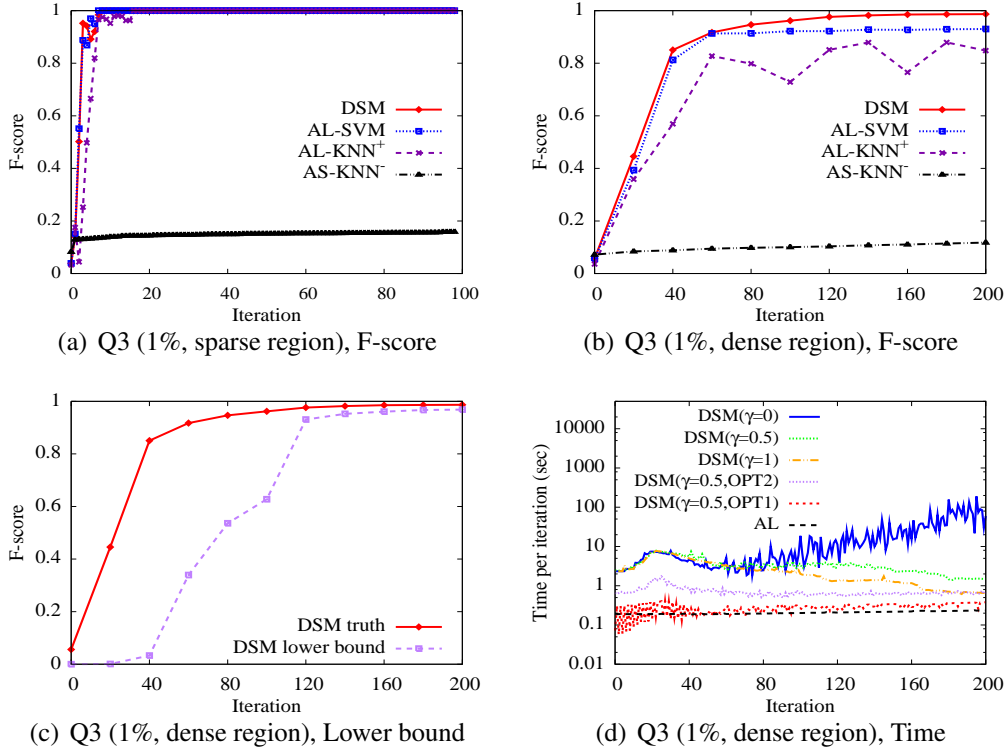 1
0.8
0.6
0.4
0.2
0
F-score
DSM
AL-SVM
AL-KNN+
AS-KNN-
0 20 40 60 80 100
Iteration
(a) Q3 (1%, sparse region), F-score
1
0.8
0.6
0.4
0.2
0
F-score
DSM
AL-SVM
AL-KNN+
AS-KNN-
0 40 80 120 160 200
Iteration
(b) Q3 (1%, dense region), F-score
1
0.8
0.6
0.4
0.2
0
F-score
DSM truth
DSM lower bound
0 40 80 120 160 200
Iteration
(c) Q3 (1%, dense region), Lower bound
10000
1000
100
10
1
0.1
0.01
Time per iteration (sec)
DSM(γ=0)
DSM(γ=0.5)
DSM(γ=1)
DSM(γ=0.5,OPT2)
DSM(γ=0.5,OPT1)
AL
0 40 80 120 160 200
Iteration
(d) Q3 (1%, dense region), Time